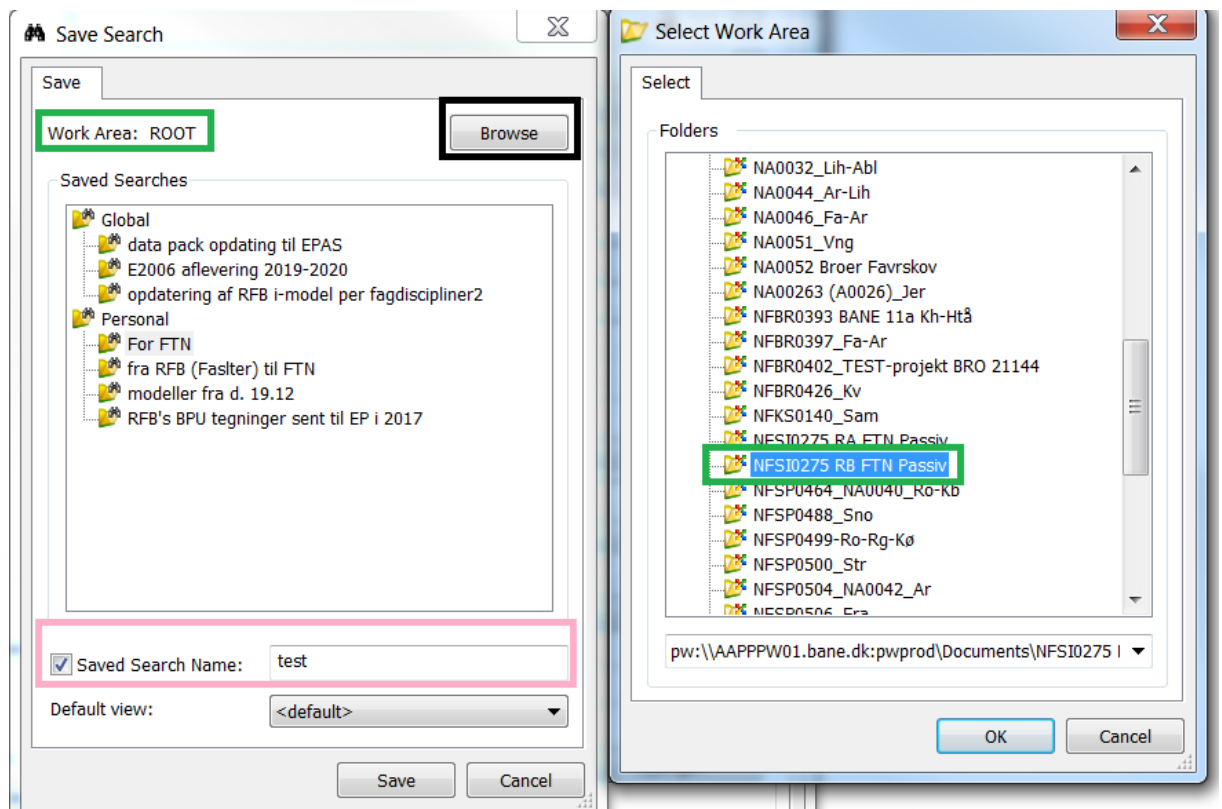 Save Search
Save
Work Area: ROOT
Browse
Saved Searches
Global
data pack opdating til EPAS
E2006 aflevering 2019-2020
opdatering af RFB i-model per fagdiscipliner2
Personal
For FTN
fra RFB (Faslter) til FTN
modeller fra d. 19.12
RFB's BPU tegninger sent til EP i 2017
Saved Search Name: test
Default view: <default>
Save Cancel
Select Work Area
Select
Folders
NA0032_Lih-Abl
NA0044_Ar-Lih
NA0046_Fa-Ar
NA0051_Vng
NA0052 Broer Favrskov
NA00263 (A0026)_Jer
NFBR0393 BANE 11a Kh-Htå
NFBR0397_Fa-Ar
NFBR0402_TEST-projekt BRO 21144
NFBR0426_Kv
NFKS0140_Sam
NFSI0275 RA FTN Passiv
NFSI0275 RB FTN Passiv
NFSP0464_NA0040_Ro-Kb
NFSP0488_Sno
NFSP0499-Ro-Rg-Kø
NFSP0500_Str
NFSP0504_NA0042_Ar
NFSP0506_Fra
pw:\\AAPPPW01.bane.dk:pwprod\Documents\NFSI0275
OK Cancel